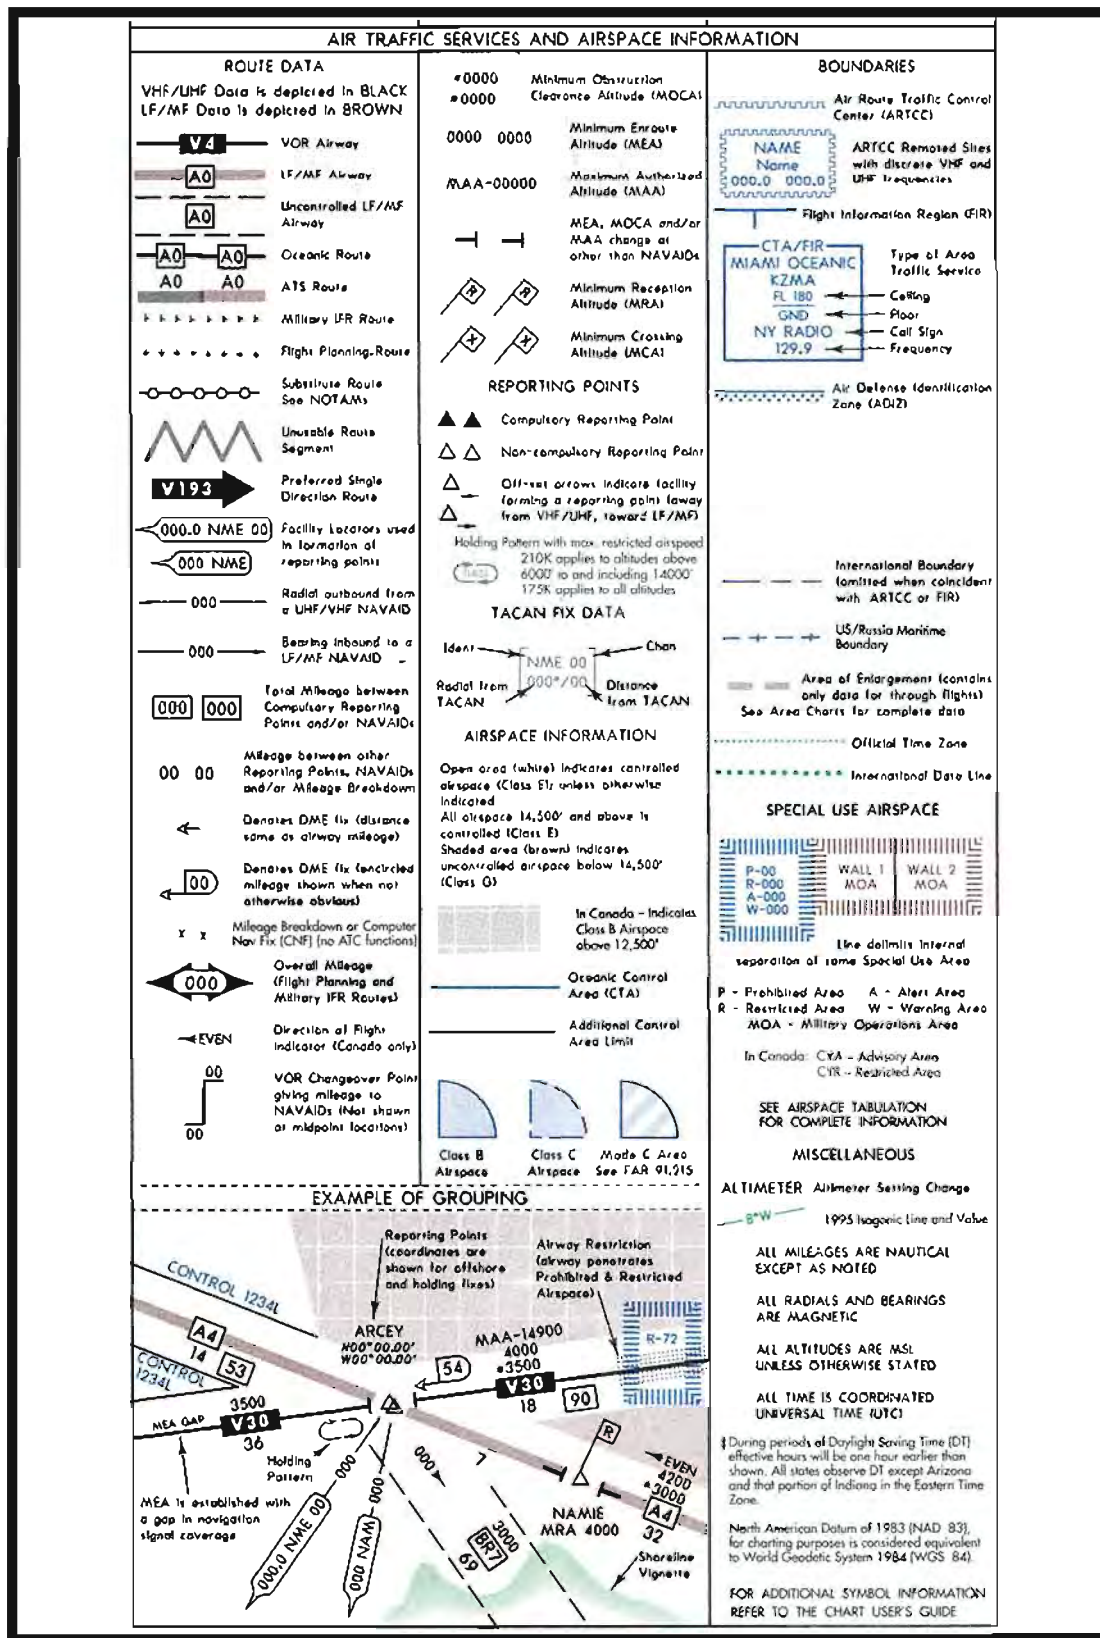 AIR TRAFFIC SERVICES AND AIRSPACE INFORMATION
ROUTE DATA
VHF/UHF Data is depicted in BLACK
LF/MF Data is depicted in BROWN
V4
VOR Airway
A0
LF/MF Airway
A0
Uncontrolled LF/MF
Airway
A0 A0
Oceanic Route
A0 A0
ATS Route
Military IFR Route
Flight Planning Route
Substitute Route
See NOTAMs
Unusable Route
Segment
V193
Preferred Single
Direction Route
000.0 NME 00
000 NME
Facility Locators used
in formation of
reporting points
000
Radial outbound from
a UHF/VHF NAVAID
000
Bearing inbound to a
LF/MF NAVAID
000 000
Total Mileage between
Compulsory Reporting
Points and/or NAVAIDs
00 00
Mileage between other
Reporting Points, NAVAIDs
and/or Mileage Breakdown
Denotes DME fix (distance
same as airway mileage)
00
Denotes DME fix (encircled
mileage shown when not
otherwise obvious)
x x
Mileage Breakdown or Computer
Nav Fix (CNF) (no ATC functions)
000
Overall Mileage
(Flight Planning and
Military IFR Routes)
EVEN
Direction of Flight
Indicator (Canada only)
00
00
VOR Changeover Point
giving mileage to
NAVAIDs (Not shown
at midpoint locations)
*0000
*0000
Minimum Obstruction
Clearance Altitude (MOCA)
0000 0000
Minimum Enroute
Altitude (MEA)
MAA-00000
Maximum Authorized
Altitude (MAA)
MEA, MOCA and/or
MAA change at
other than NAVAIDs
R R
Minimum Reception
Altitude (MRA)
X X
Minimum Crossing
Altitude (MCA)
REPORTING POINTS
Compulsory Reporting Point
Non-compulsory Reporting Point
Off-set arrows indicate facility
forming a reporting point (away
from VHF/UHF, toward LF/MF)
Holding Pattern with max. restricted airspeed
210K applies to altitudes above
6000' to and including 14000'
175K applies to all altitudes
TACAN FIX DATA
Ident
Chan
NME 00
000°/00
Radial from
TACAN
Distance
from TACAN
AIRSPACE INFORMATION
Open area (white) indicates controlled
airspace (Class E) unless otherwise
indicated
All airspace 14,500' and above is
controlled (Class E)
Shaded area (brown) indicates
uncontrolled airspace below 14,500'
(Class G)
In Canada - Indicates
Class B Airspace
above 12,500'
Oceanic Control
Area (CTA)
Additional Control
Area Limit
Class B
Airspace
Class C
Airspace
Mode C Area
See FAR 91.215
BOUNDARIES
Air Route Traffic Control
Center (ARTCC)
NAME
Name
000.0 000.0
ARTCC Remoted Sites
with discrete VHF and
UHF frequencies
Flight Information Region (FIR)
CTA/FIR
MIAMI OCEANIC
KZMA
FL 180
GND
NY RADIO
129.9
Type of Area
Traffic Service
Ceiling
Floor
Call Sign
Frequency
Air Defense Identification
Zone (ADIZ)
International Boundary
(omitted when coincident
with ARTCC or FIR)
US/Russia Maritime
Boundary
Area of Enlargement (contains
only data for through flights)
See Area Charts for complete data
Official Time Zone
International Date Line
SPECIAL USE AIRSPACE
P-00
R-000
A-000
W-000
WALL 1
MOA
WALL 2
MOA
Line delimits internal
separation of same Special Use Area
P - Prohibited Area A - Alert Area
R - Restricted Area W - Warning Area
MOA - Military Operations Area
In Canada: CYA - Advisory Area
CYR - Restricted Area
SEE AIRSPACE TABULATION
FOR COMPLETE INFORMATION
MISCELLANEOUS
ALTIMETER Altimeter Setting Change
8°W
1995 Isogonic Line and Value
ALL MILEAGES ARE NAUTICAL
EXCEPT AS NOTED
ALL RADIALS AND BEARINGS
ARE MAGNETIC
ALL ALTITUDES ARE MSL
UNLESS OTHERWISE STATED
ALL TIME IS COORDINATED
UNIVERSAL TIME (UTC)
‡ During periods of Daylight Saving Time (DT)
effective hours will be one hour earlier than
shown. All states observe DT except Arizona
and that portion of Indiana in the Eastern Time
Zone.
North American Datum of 1983 (NAD 83),
for charting purposes is considered equivalent
to World Geodetic System 1984 (WGS 84).
FOR ADDITIONAL SYMBOL INFORMATION
REFER TO THE CHART USER'S GUIDE
EXAMPLE OF GROUPING
Reporting Points
(coordinates are
shown for offshore
and holding fixes)
Airway Restriction
(airway penetrates
Prohibited & Restricted
Airspace)
CONTROL 1234L
A4
14
53
CONTROL
1234L
ARCEY
N00°00.00'
W00°00.00'
MAA-14900
4000
*3500
V30
18
54
90
R-72
3500
V30
36
MEA GAP
Holding
Pattern
MEA is established with
a gap in navigation
signal coverage
000
000.0 NME 00
000
000 NAW
000
7
R
EVEN
4200
*3000
A4
32
NAMIE
MRA 4000
3000
BR7
69
Shoreline
Vignette